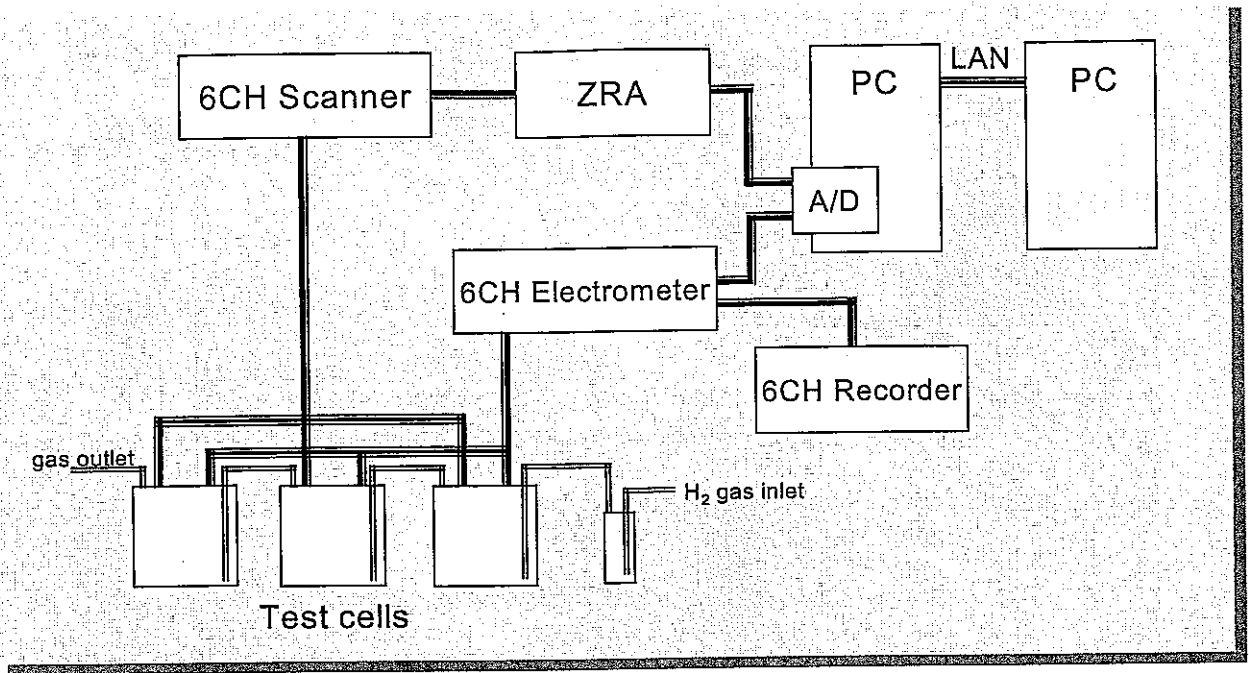 6CH Scanner
ZRA
PC
LAN
PC
A/D
6CH Electrometer
6CH Recorder
gas outlet
H₂ gas inlet
Test cells